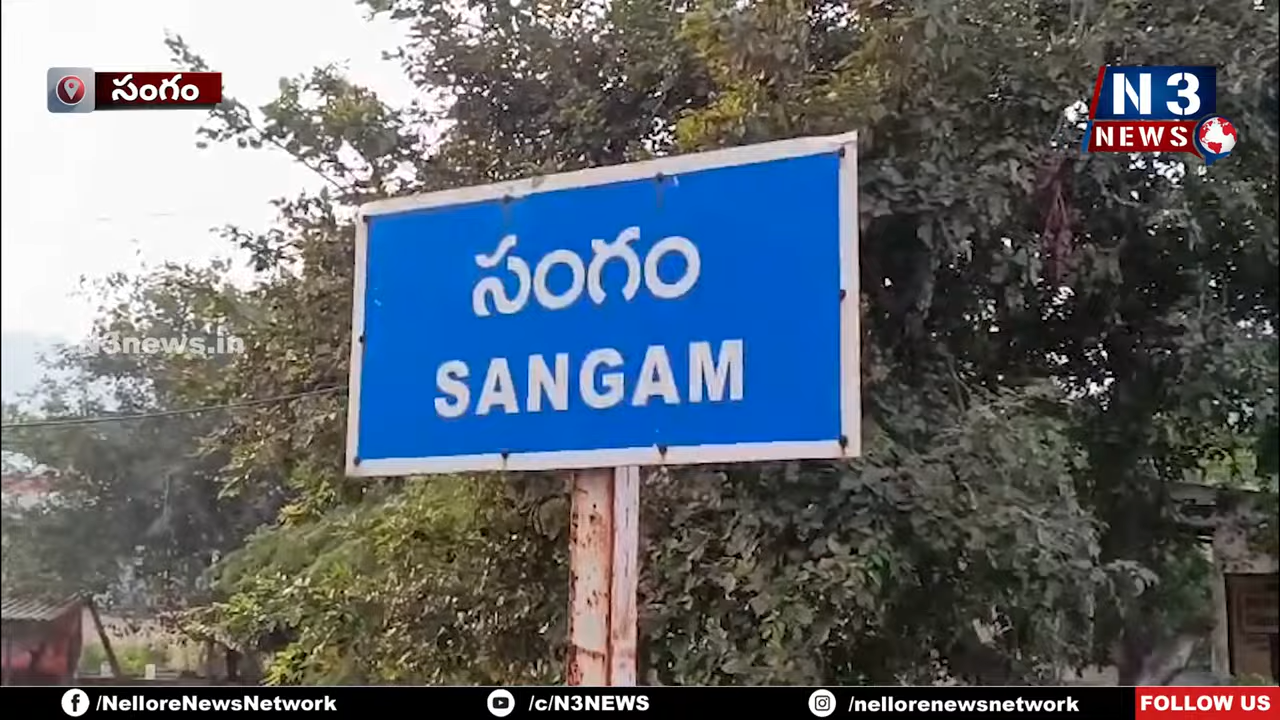 సంగం
N3
NEWS
సంగం
SANGAM
n3news.in
/NelloreNewsNetwork
/c/N3NEWS
/nellorenewsnetwork
FOLLOW US